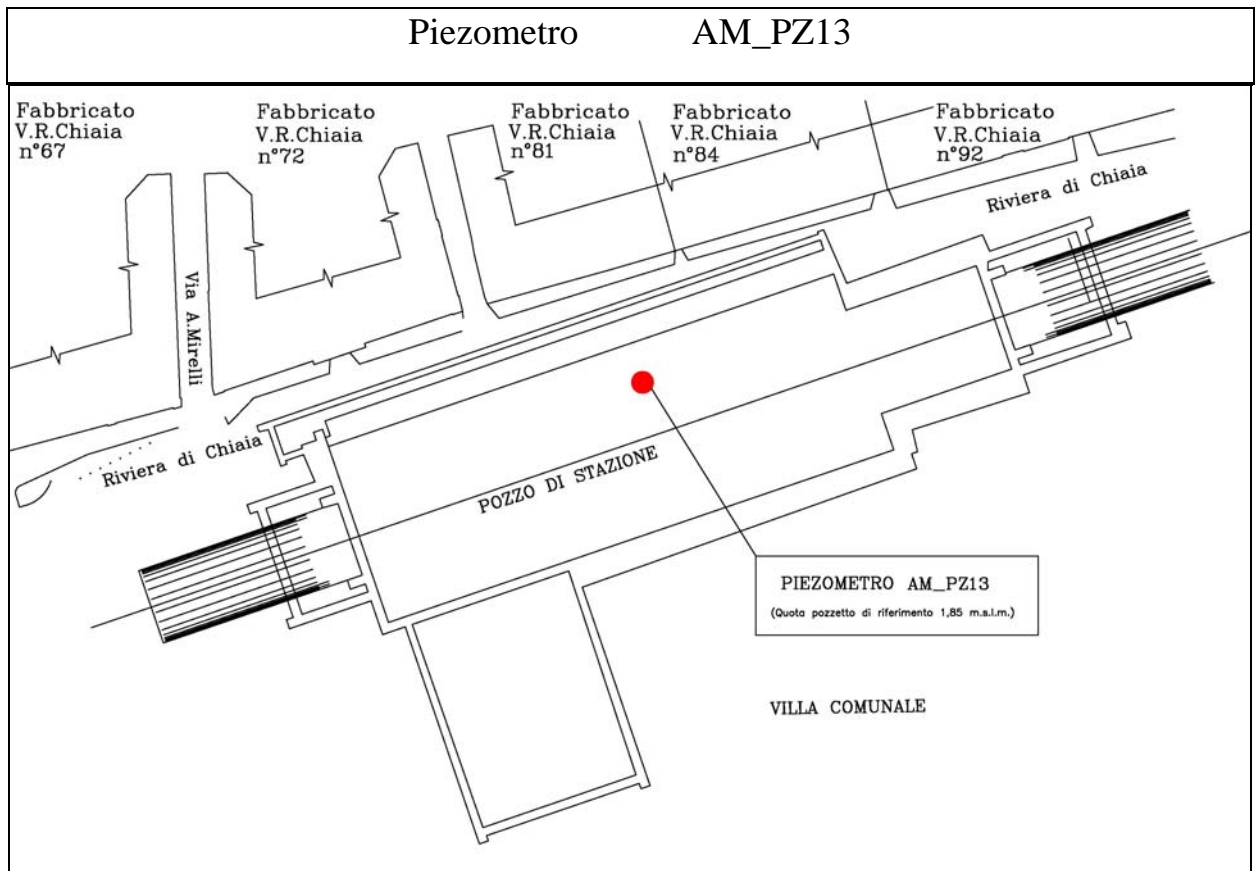 Piezometro AM_PZ13
Fabbricato
V.R.Chiaia
n°67
Fabbricato
V.R.Chiaia
n°72
Fabbricato
V.R.Chiaia
n°81
Fabbricato
V.R.Chiaia
n°84
Fabbricato
V.R.Chiaia
n°92
Riviera di Chiaia
Via A.Mirelli
Riviera di Chiaia
POZZO DI STAZIONE
PIEZOMETRO AM_PZ13
(Quota pozzetto di riferimento 1,85 m.s.l.m.)
VILLA COMUNALE